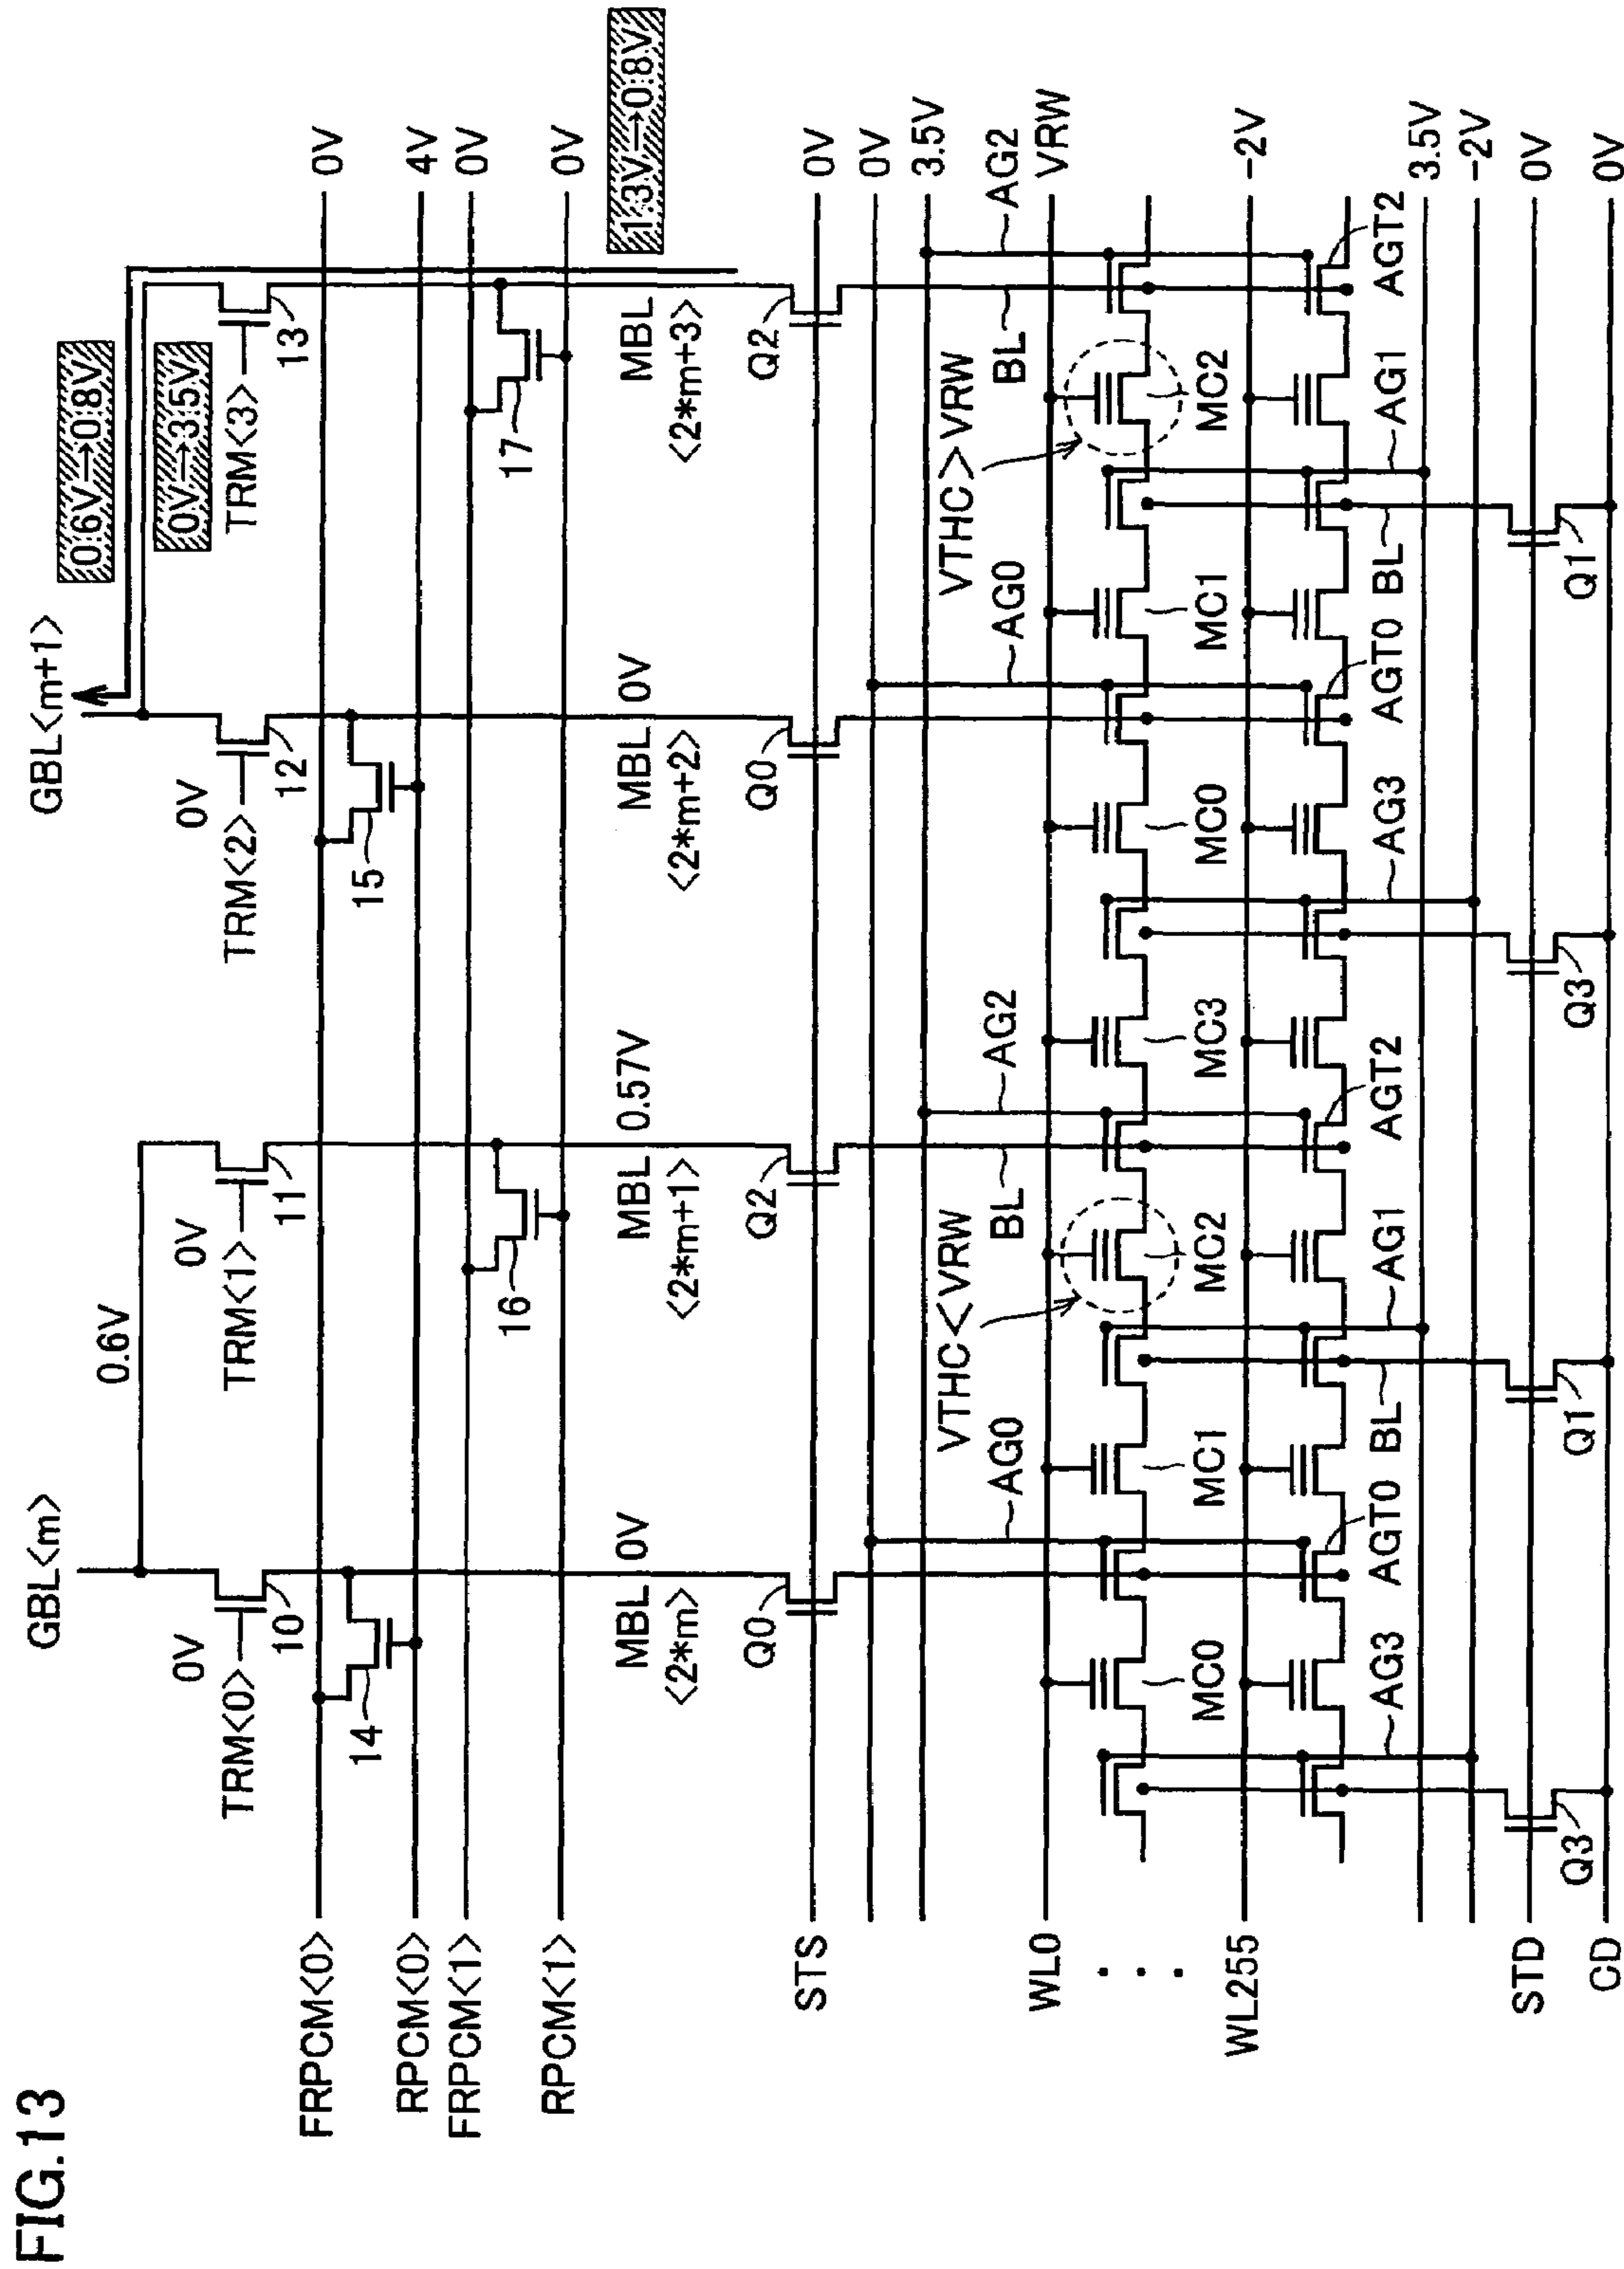 FIG.13
GBL<m>
GBL<m+1>
0.6V
0.6V→0.8V
0V
TRM<0>
10
0V
TRM<1>
11
0V
TRM<2>
12
0V→3.5V
TRM<3>
13
FRPCM<0>
0V
14
15
RPCM<0>
4V
FRPCM<1>
0V
16
17
RPCM<1>
0V
MBL 0V
<2*m>
MBL 0.57V
<2*m+1>
MBL 0V
<2*m+2>
MBL
<2*m+3>
1.3V→0.8V
Q0
Q2
Q0
Q2
STS
0V
0V
3.5V
AG0
BL
AG2
AG0
BL
AG2
VTHC<VRW
VTHC>VRW
WL0
VRW
MC0
MC1
MC2
MC3
MC0
MC1
MC2
WL255
-2V
AG3
AGT0
BL
AG1
AGT2
AG3
AGT0
BL
AG1
AGT2
3.5V
-2V
STD
0V
Q3
Q1
Q3
Q1
CD
0V